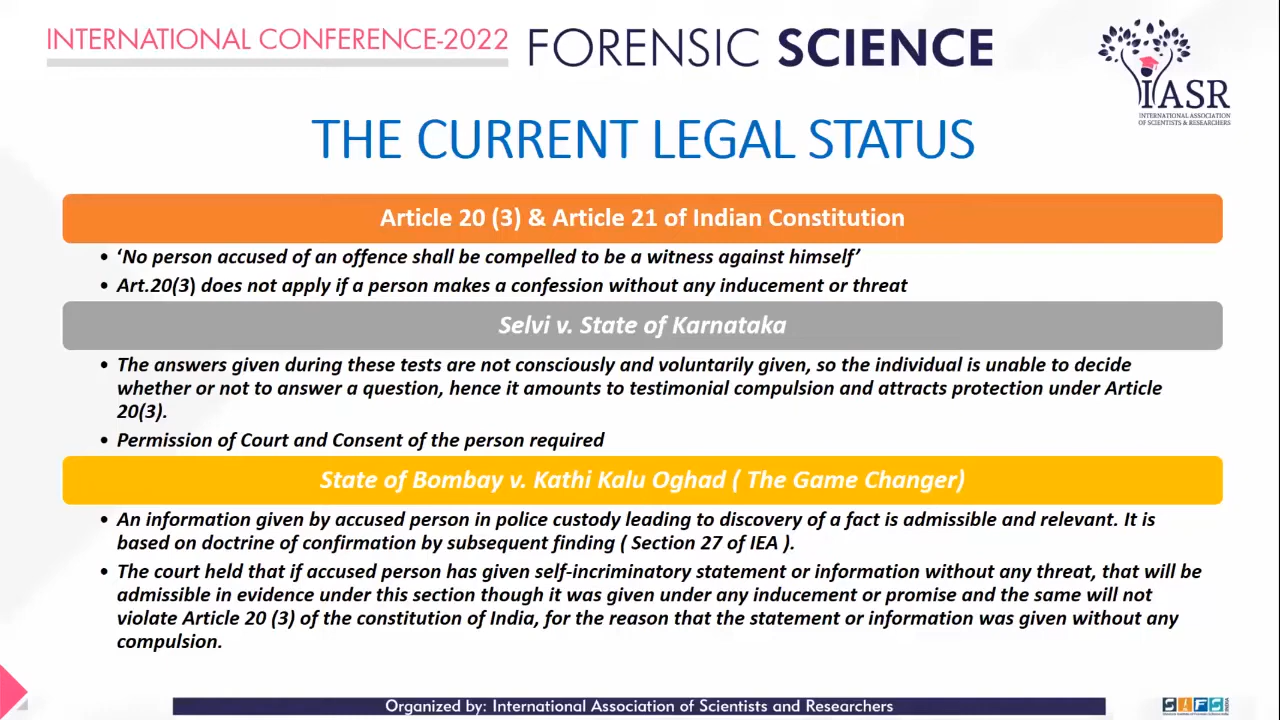 INTERNATIONAL CONFERENCE-2022 FORENSIC SCIENCE
IASR
INTERNATIONAL ASSOCIATION
OF SCIENTISTS & RESEARCHERS
THE CURRENT LEGAL STATUS
Article 20 (3) & Article 21 of Indian Constitution
• ‘No person accused of an offence shall be compelled to be a witness against himself’
• Art.20(3) does not apply if a person makes a confession without any inducement or threat
Selvi v. State of Karnataka
• The answers given during these tests are not consciously and voluntarily given, so the individual is unable to decide
whether or not to answer a question, hence it amounts to testimonial compulsion and attracts protection under Article
20(3).
• Permission of Court and Consent of the person required
State of Bombay v. Kathi Kalu Oghad ( The Game Changer)
• An information given by accused person in police custody leading to discovery of a fact is admissible and relevant. It is
based on doctrine of confirmation by subsequent finding ( Section 27 of IEA ).
• The court held that if accused person has given self-incriminatory statement or information without any threat, that will be
admissible in evidence under this section though it was given under any inducement or promise and the same will not
violate Article 20 (3) of the constitution of India, for the reason that the statement or information was given without any
compulsion.
Organized by: International Association of Scientists and Researchers
SIFS